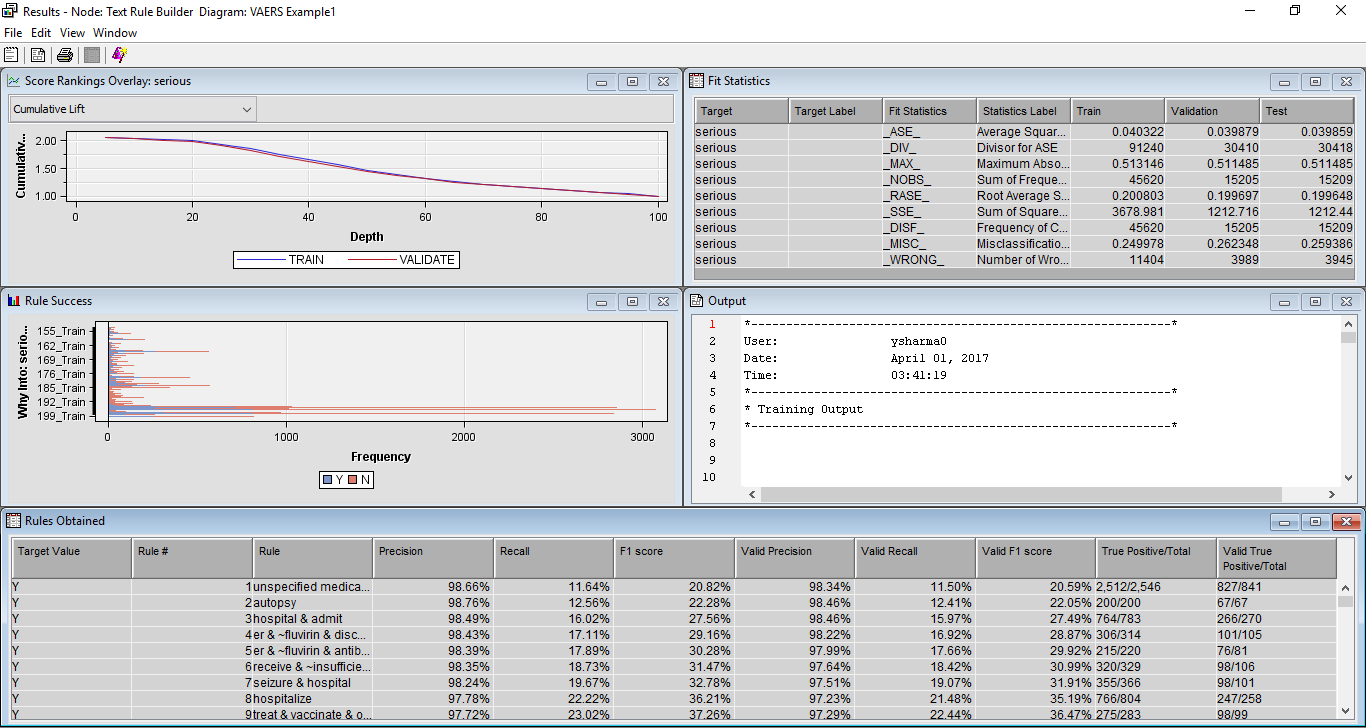 Results - Node: Text Rule Builder Diagram: VAERS Example1
File Edit View Window
Score Rankings Overlay: serious
Cumulative Lift
Cumulativ...
2.00
1.50
1.00
0 20 40 60 80 100
Depth
TRAIN VALIDATE
Fit Statistics
Target Target Label Fit Statistics Statistics Label Train Validation Test
serious _ASE_ Average Squar... 0.040322 0.039879 0.039859
serious _DIV_ Divisor for ASE 91240 30410 30418
serious _MAX_ Maximum Abso... 0.513146 0.511485 0.511485
serious _NOBS_ Sum of Freque... 45620 15205 15209
serious _RASE_ Root Average S... 0.200803 0.199697 0.199648
serious _SSE_ Sum of Square... 3678.981 1212.716 1212.44
serious _DISF_ Frequency of C... 45620 15205 15209
serious _MISC_ Misclassificatio... 0.249978 0.262348 0.259386
serious _WRONG_ Number of Wro... 11404 3989 3945
Rule Success
Why Into: serio...
155_Train
162_Train
169_Train
176_Train
185_Train
192_Train
199_Train
0 1000 2000 3000
Frequency
Y N
Output
1 *------------------------------------------------------------*
2 User: ysharma0
3 Date: April 01, 2017
4 Time: 03:41:19
5 *------------------------------------------------------------*
6 * Training Output
7 *------------------------------------------------------------*
8
9
10
Rules Obtained
Target Value Rule # Rule Precision Recall F1 score Valid Precision Valid Recall Valid F1 score True Positive/Total Valid True Positive/Total
Y 1 unspecified medica... 98.66% 11.64% 20.82% 98.34% 11.50% 20.59% 2,512/2,546 827/841
Y 2 autopsy 98.76% 12.56% 22.28% 98.46% 12.41% 22.05% 200/200 67/67
Y 3 hospital & admit 98.49% 16.02% 27.56% 98.46% 15.97% 27.49% 764/783 266/270
Y 4 er & ~fluvirin & disc... 98.43% 17.11% 29.16% 98.22% 16.92% 28.87% 306/314 101/105
Y 5 er & ~fluvirin & antib... 98.39% 17.89% 30.28% 97.99% 17.66% 29.92% 215/220 76/81
Y 6 receive & ~insufficie... 98.35% 18.73% 31.47% 97.64% 18.42% 30.99% 320/329 98/106
Y 7 seizure & hospital 98.24% 19.67% 32.78% 97.51% 19.07% 31.91% 355/366 98/101
Y 8 hospitalize 97.78% 22.22% 36.21% 97.23% 21.48% 35.19% 766/804 247/258
Y 9 treat & vaccinate & o... 97.72% 23.02% 37.26% 97.29% 22.44% 36.47% 275/283 98/99